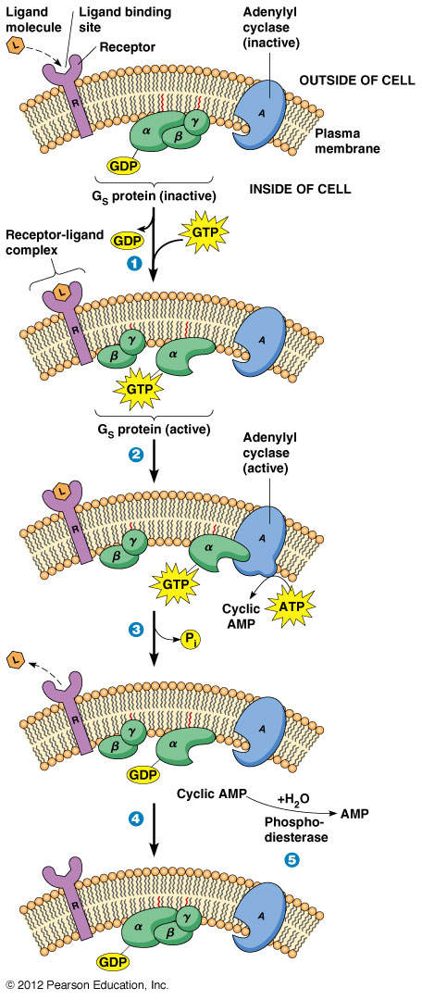 Ligand
molecule
Ligand binding
site
Receptor
Adenylyl
cyclase
(inactive)
L
OUTSIDE OF CELL
R
A
α
β
γ
Plasma
membrane
GDP
INSIDE OF CELL
GS protein (inactive)
GDP
GTP
1
Receptor-ligand
complex
L
R
A
γ
β
α
GTP
GS protein (active)
2
Adenylyl
cyclase
(active)
L
R
A
γ
β
α
GTP
Cyclic
AMP
ATP
3
Pi
L
R
A
γ
β
α
GDP
Cyclic AMP
+H2O
AMP
Phospho-
diesterase
4
5
R
A
α
β
γ
GDP
© 2012 Pearson Education, Inc.